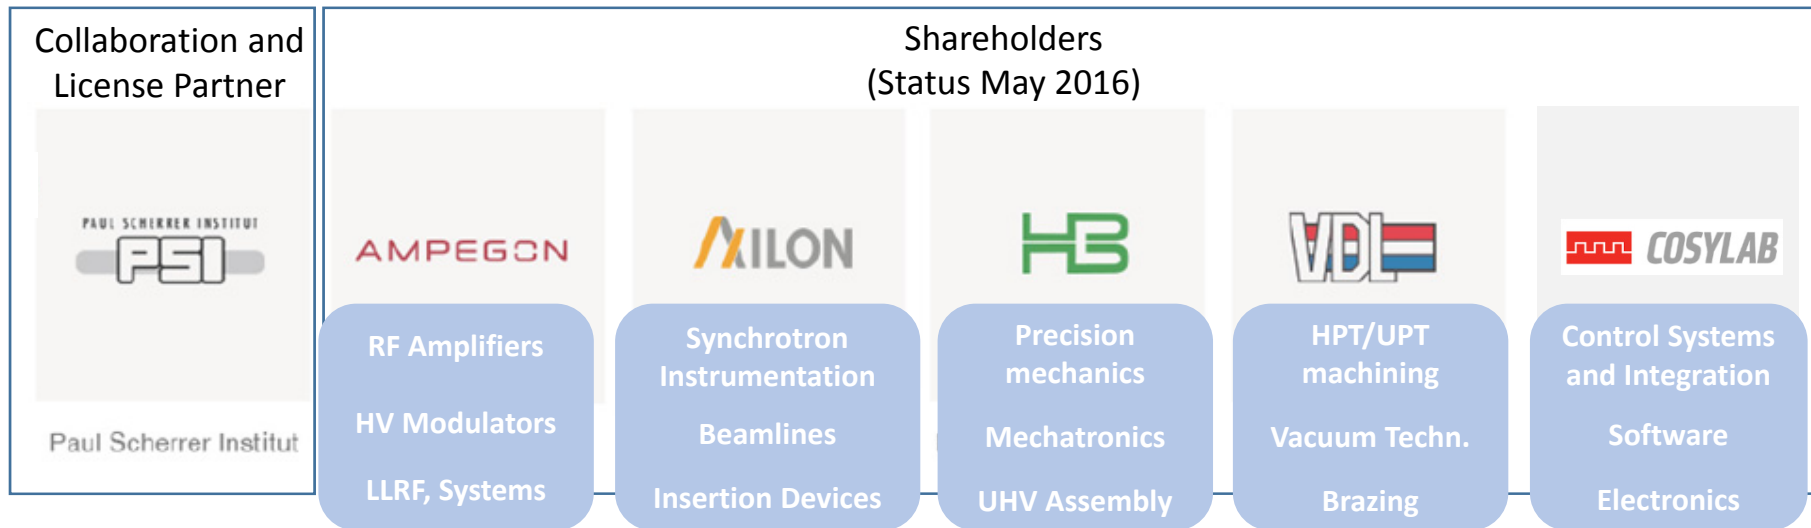 Collaboration and
License Partner
PAUL SCHERRER INSTITUT
PSI
Paul Scherrer Institut
Shareholders
(Status May 2016)
AMPEGON
RF Amplifiers
HV Modulators
LLRF, Systems
AXILON
Synchrotron
Instrumentation
Beamlines
Insertion Devices
HB
Precision
mechanics
Mechatronics
UHV Assembly
VDL
HPT/UPT
machining
Vacuum Techn.
Brazing
COSYLAB
Control Systems
and Integration
Software
Electronics